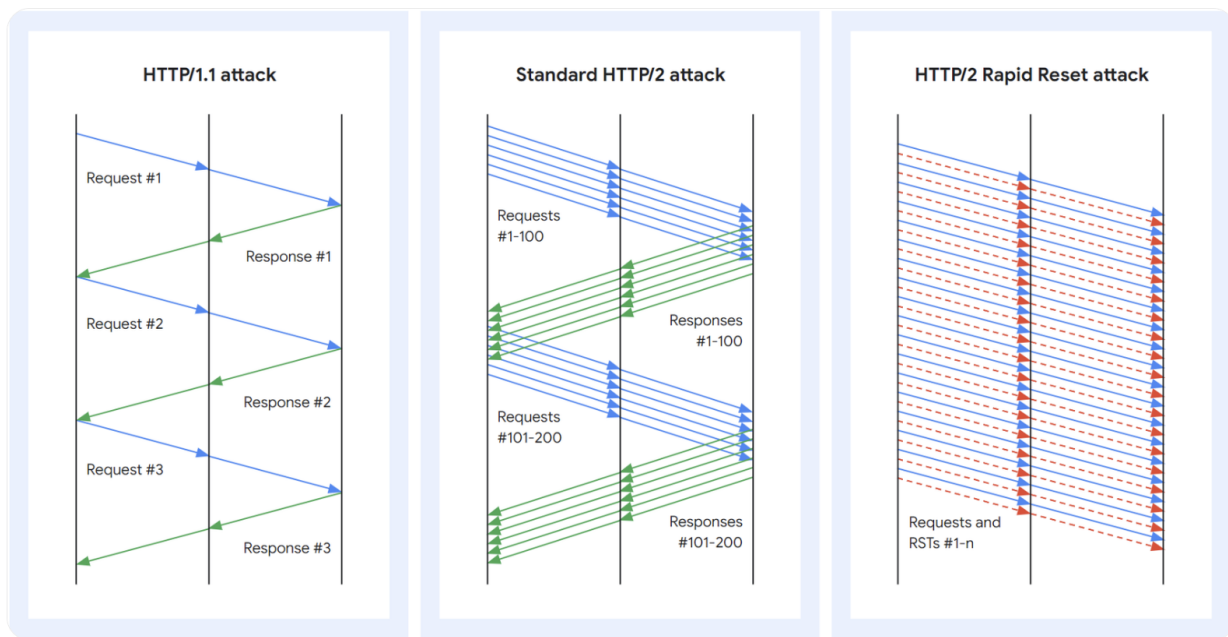 HTTP/1.1 attack
Request #1
Response #1
Request #2
Response #2
Request #3
Response #3
Standard HTTP/2 attack
Requests
#1-100
Responses
#1-100
Requests
#101-200
Responses
#101-200
HTTP/2 Rapid Reset attack
Requests and
RSTs #1-n